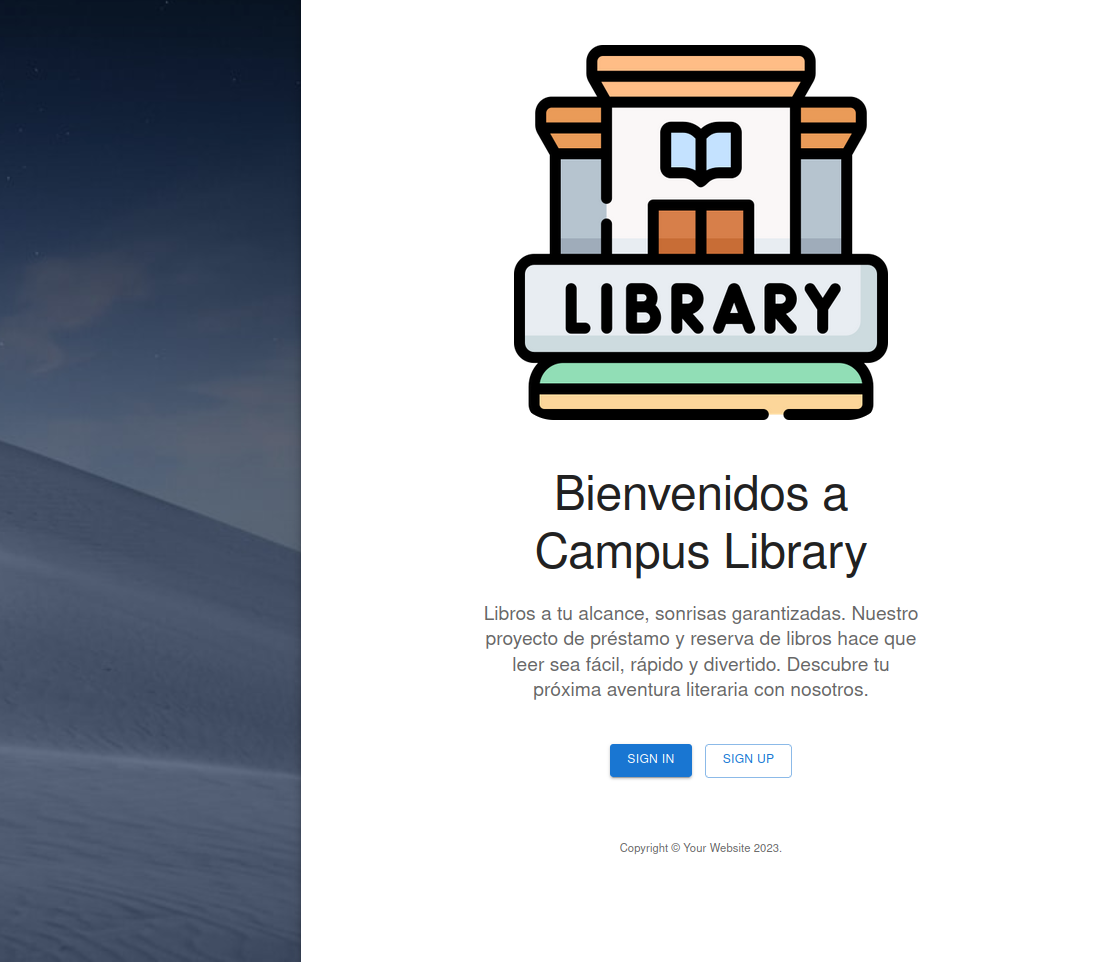 LIBRARY
Bienvenidos a
Campus Library
Libros a tu alcance, sonrisas garantizadas. Nuestro
proyecto de préstamo y reserva de libros hace que
leer sea fácil, rápido y divertido. Descubre tu
próxima aventura literaria con nosotros.
SIGN IN SIGN UP
Copyright © Your Website 2023.